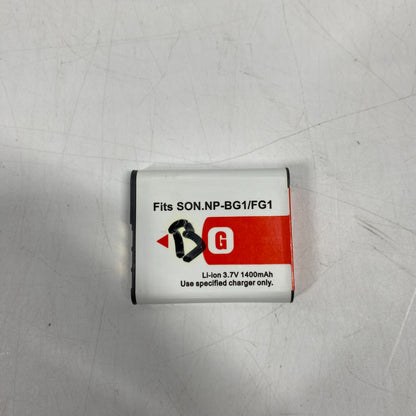 Fits SON.NP-BG1/FG1
B G
Li-ion 3.7V 1400mAh
Use specified charger only.